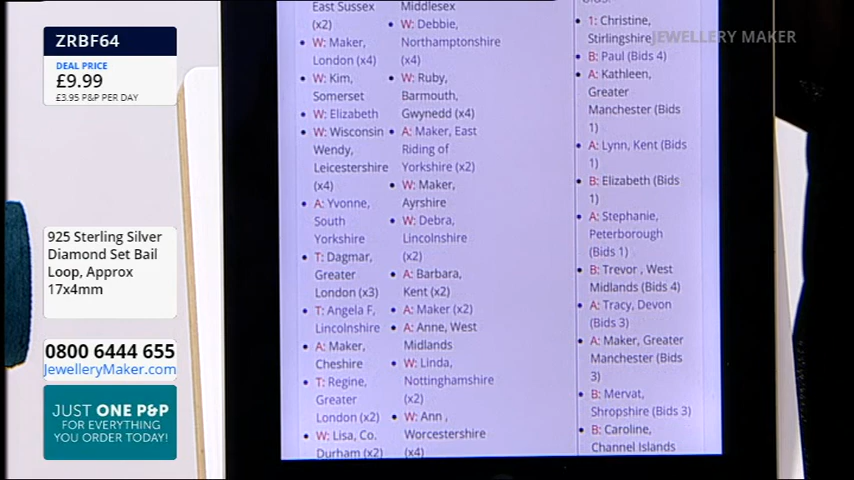 ZRBF64
DEAL PRICE
£9.99
£3.95 P&P PER DAY
925 Sterling Silver
Diamond Set Bail
Loop, Approx
17x4mm
0800 6444 655
JewelleryMaker.com
JUST ONE P&P
FOR EVERYTHING
YOU ORDER TODAY!
JEWELLERY MAKER
East Sussex
(x2)
W: Maker,
London (x4)
W: Kim,
Somerset
W: Elizabeth
W: Wisconsin
Wendy,
Leicestershire
(x4)
A: Yvonne,
South
Yorkshire
T: Dagmar,
Greater
London (x3)
T: Angela F,
Lincolnshire
A: Maker,
Cheshire
T: Regine,
Greater
London (x2)
W: Lisa, Co.
Durham (x2)
Middlesex
W: Debbie,
Northamptonshire
(x4)
W: Ruby,
Barmouth,
Gwynedd (x4)
A: Maker, East
Riding of
Yorkshire (x2)
W: Maker,
Ayrshire
W: Debra,
Lincolnshire
(x2)
A: Barbara,
Kent (x2)
A: Maker (x2)
A: Anne, West
Midlands
W: Linda,
Nottinghamshire
(x2)
W: Ann ,
Worcestershire
(x4)
1: Christine,
Stirlingshire
B: Paul (Bids 4)
A: Kathleen,
Greater
Manchester (Bids
1)
A: Lynn, Kent (Bids
1)
B: Elizabeth (Bids
1)
A: Stephanie,
Peterborough
(Bids 1)
B: Trevor , West
Midlands (Bids 4)
A: Tracy, Devon
(Bids 3)
A: Maker, Greater
Manchester (Bids
3)
B: Mervat,
Shropshire (Bids 3)
B: Caroline,
Channel Islands